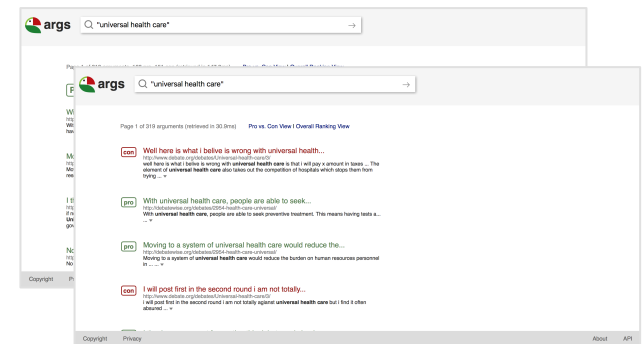 args
"universal health care"
→
args
"universal health care"
→
Page 1 of 319 arguments (retrieved in 30.9ms) Pro vs. Con View I Overall Ranking View
con
Well here is what i belive is wrong with universal health...
http://www.debate.org/debates/Universal-health-care/3/
well here is what i belive is wrong with universal health care is that i will pay x amount in taxes ... The
element of universal health care also takes out the competition of hospitals which stops them from
trying ...
pro
With universal health care, people are able to seek...
http://debatewise.org/debates/2954-health-care-universal/
With universal health care, people are able to seek preventive treatment. This means having tests a...
...
pro
Moving to a system of universal health care would reduce the...
http://debatewise.org/debates/2954-health-care-universal/
Moving to a system of universal health care would reduce the burden on human resources personnel
in ... ...
con
I will post first in the second round i am not totally...
http://www.debate.org/debates/Universal-health-care/3/
i will post first in the second round i am not totally against universal health care but i find it often
absured ...
Copyright
Copyright Privacy About API